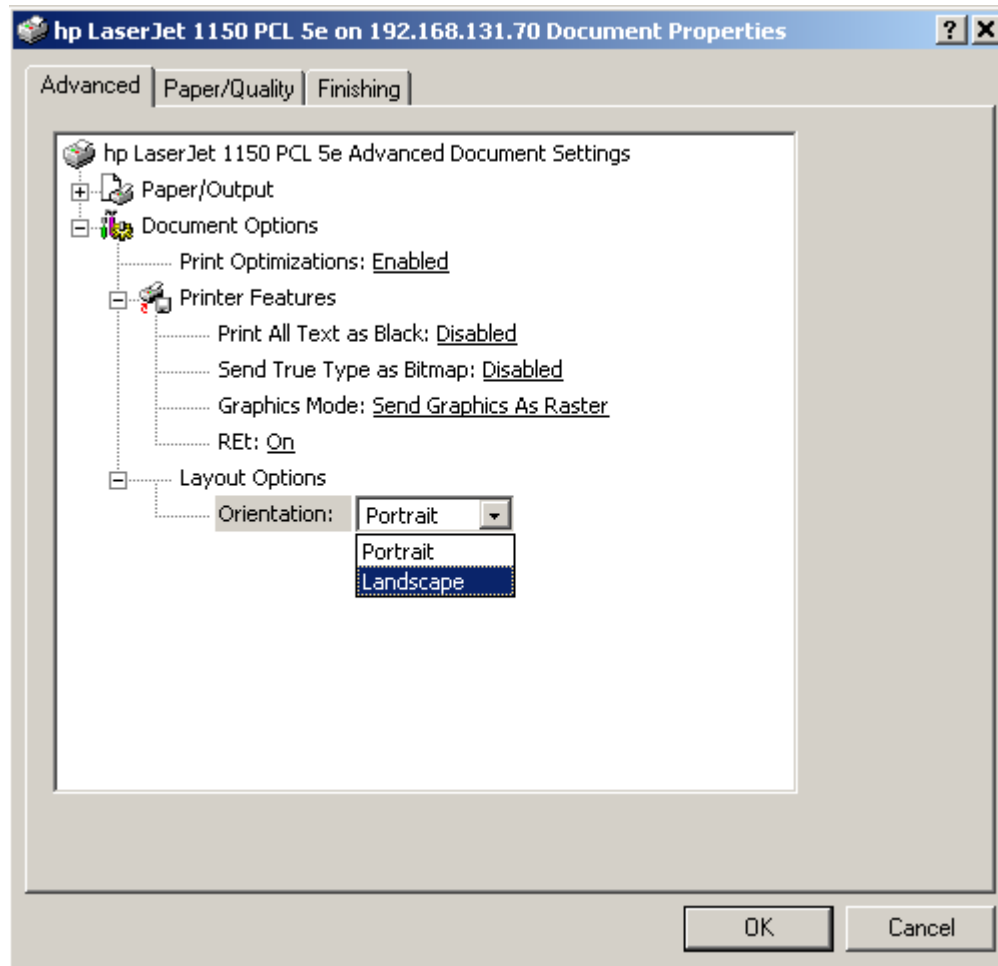 hp LaserJet 1150 PCL 5e on 192.168.131.70 Document Properties
Advanced Paper/Quality Finishing
hp LaserJet 1150 PCL 5e Advanced Document Settings
Paper/Output
Document Options
Print Optimizations: Enabled
Printer Features
Print All Text as Black: Disabled
Send True Type as Bitmap: Disabled
Graphics Mode: Send Graphics As Raster
REt: On
Layout Options
Orientation: Portrait
Portrait
Landscape
OK Cancel